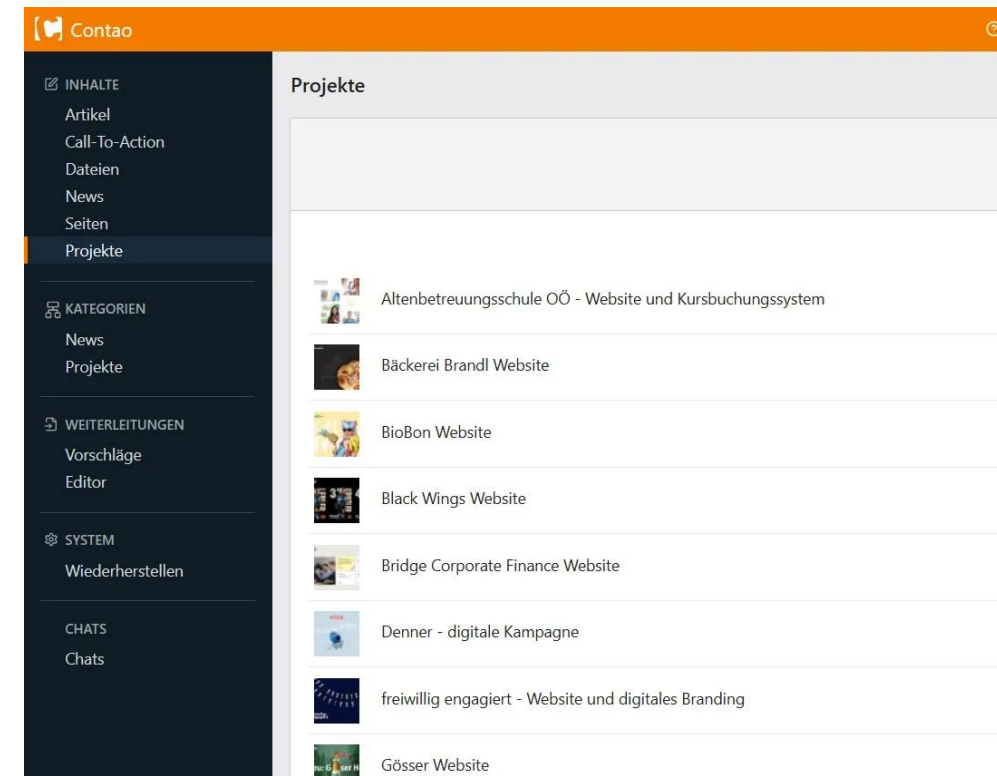 Contao
INHALTE
Artikel
Call-To-Action
Dateien
News
Seiten
Projekte
KATEGORIEN
News
Projekte
WEITERLEITUNGEN
Vorschläge
Editor
SYSTEM
Wiederherstellen
CHATS
Chats
Projekte
Altenbetreuungsschule OÖ - Website und Kursbuchungssystem
Bäckerei Brandl Website
BioBon Website
Black Wings Website
Bridge Corporate Finance Website
Denner - digitale Kampagne
freiwillig engagiert - Website und digitales Branding
Gösser Website